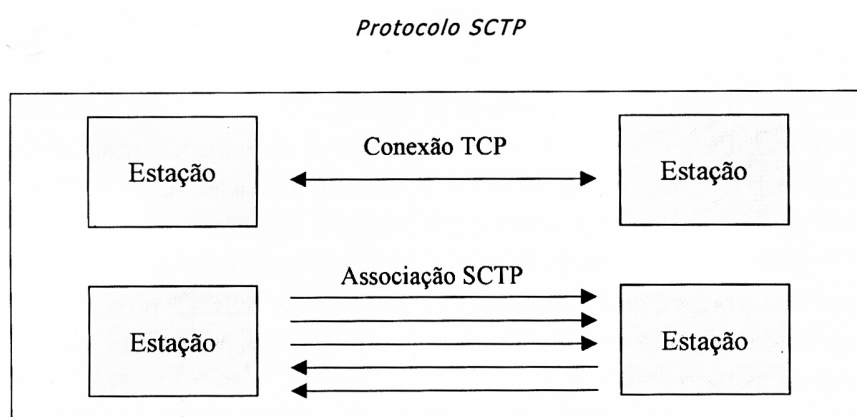 Protocolo SCTP
Conexão TCP
Estação
Estação
Associação SCTP
Estação
Estação